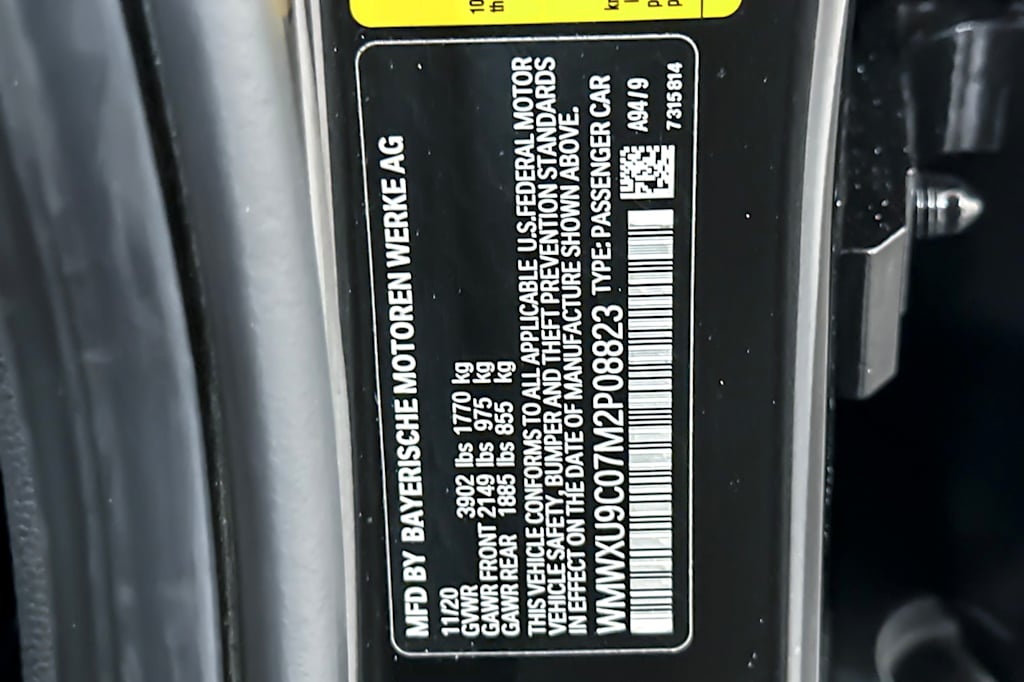 MFD BY BAYERISCHE MOTOREN WERKE AG
11/20
GVWR 3902 lbs 1770 kg
GAWR FRONT 2149 lbs 975 kg
GAWR REAR 1885 lbs 855 kg
THIS VEHICLE CONFORMS TO ALL APPLICABLE U.S.FEDERAL MOTOR
VEHICLE SAFETY, BUMPER AND THEFT PREVENTION STANDARDS
IN EFFECT ON THE DATE OF MANUFACTURE SHOWN ABOVE.
WMWXU9C07M2P08823 TYPE: PASSENGER CAR
A94/9
7315814